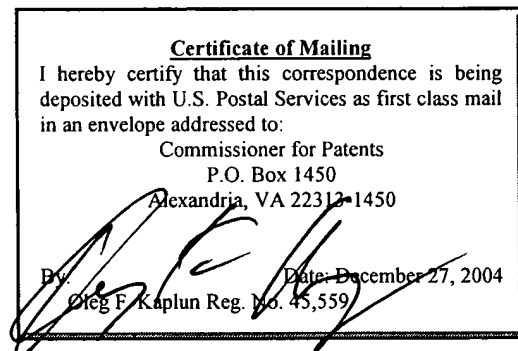 Certificate of Mailing
I hereby certify that this correspondence is being
deposited with U.S. Postal Services as first class mail
in an envelope addressed to:
Commissioner for Patents
P.O. Box 1450
Alexandria, VA 22313-1450
By: Date: December 27, 2004
Oleg F. Kaplun Reg. No. 45,559